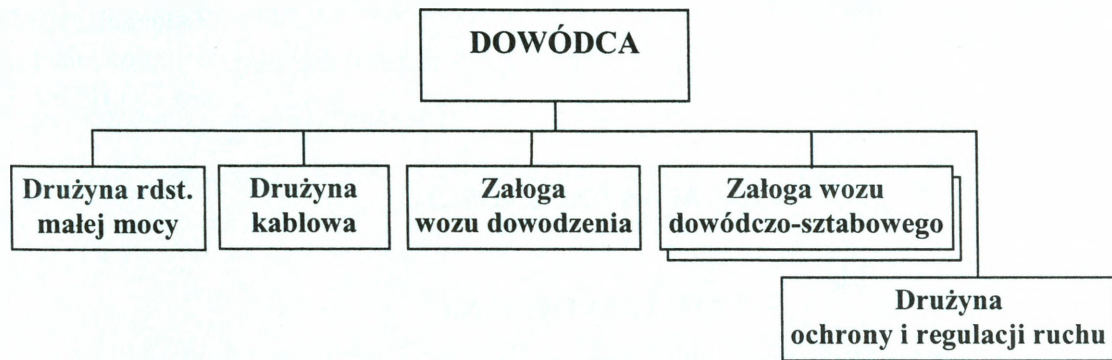 DOWÓDCA
Drużyna rdst.
małej mocy
Drużyna
kablowa
Załoga
wozu dowodzenia
Załoga wozu
dowódczo-sztabowego
Drużyna
ochrony i regulacji ruchu